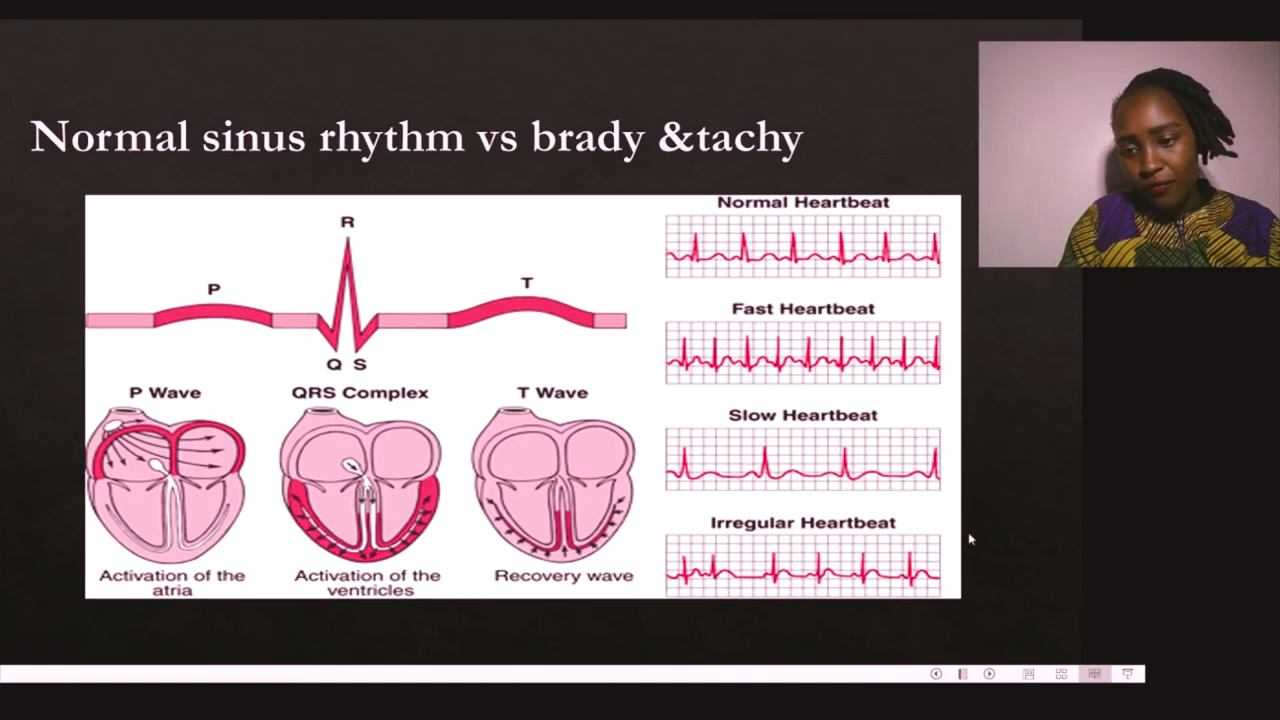 Normal sinus rhythm vs brady &tachy
R
P
T
Q S
P Wave
QRS Complex
T Wave
Activation of the
atria
Activation of the
ventricles
Recovery wave
Normal Heartbeat
Fast Heartbeat
Slow Heartbeat
Irregular Heartbeat